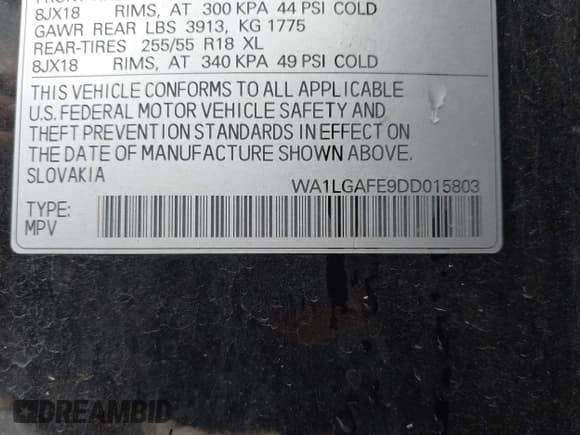 8JX18 RIMS, AT 300 KPA 44 PSI COLD
GAWR REAR LBS 3913, KG 1775
REAR-TIRES 255/55 R18 XL
8JX18 RIMS, AT 340 KPA 49 PSI COLD
THIS VEHICLE CONFORMS TO ALL APPLICABLE
U.S. FEDERAL MOTOR VEHICLE SAFETY AND
THEFT PREVENTION STANDARDS IN EFFECT ON
THE DATE OF MANUFACTURE SHOWN ABOVE.
SLOVAKIA
WA1LGAFE9DD015803
TYPE:
MPV
DREAMBID